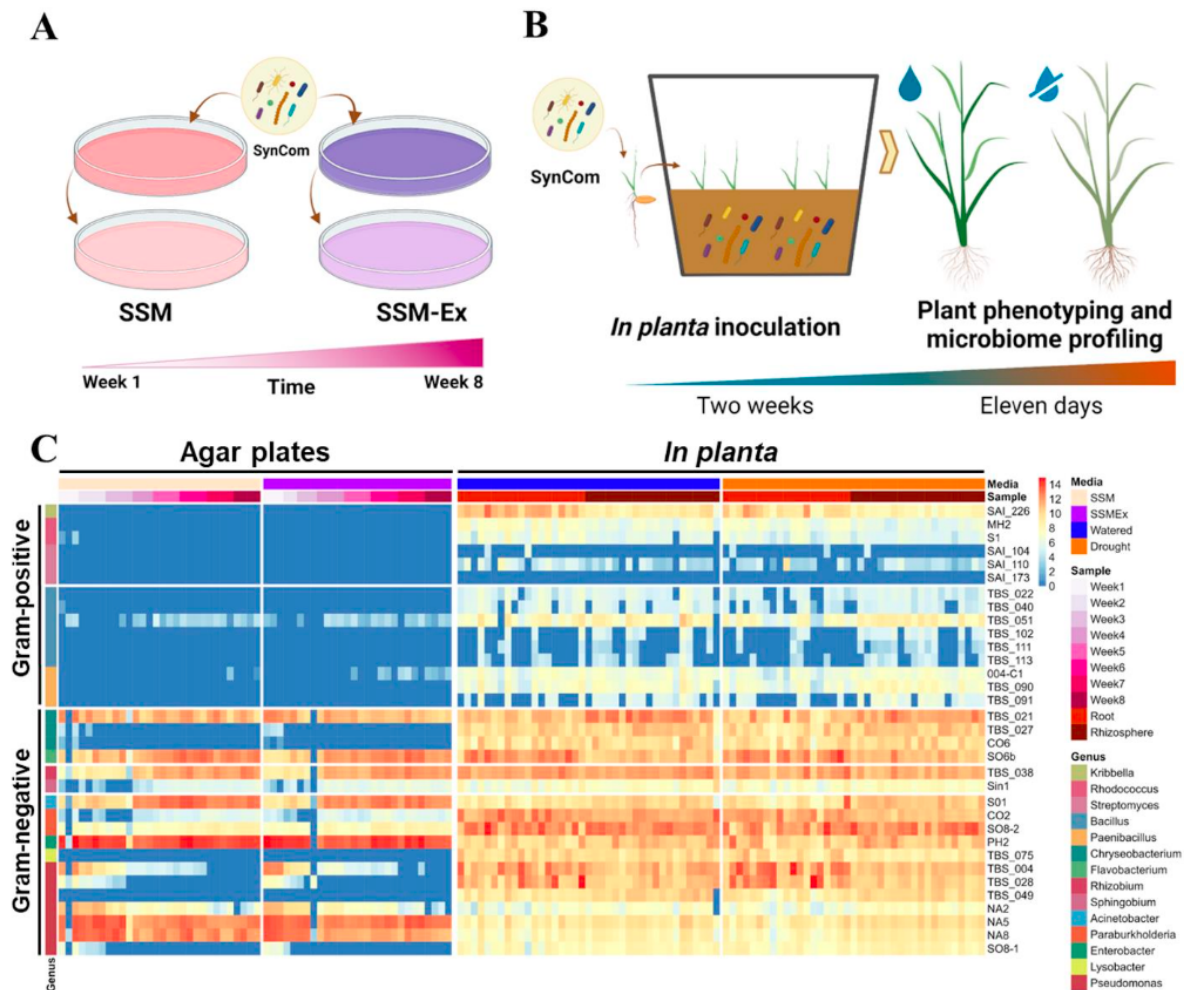 A
B
SynCom
SynCom
SSM
SSM-Ex
Week 1
Time
Week 8
In planta inoculation
Plant phenotyping and
microbiome profiling
Two weeks
Eleven days
C
Agar plates
In planta
Gram-positive
Gram-negative
Genus
Media
Sample
SAI_226
MH2
S1
SAI_104
SAI_110
SAI_173
TBS_022
TBS_040
TBS_051
TBS_102
TBS_111
TBS_113
004-C1
TBS_090
TBS_091
TBS_021
TBS_027
CO6
SO6b
TBS_038
Sin1
S01
CO2
SO8-2
PH2
TBS_075
TBS_004
TBS_028
TBS_049
NA2
NA5
NA8
SO8-1
14
12
10
8
6
4
2
0
Media
SSM
SSMEx
Watered
Drought
Sample
Week1
Week2
Week3
Week4
Week5
Week6
Week7
Week8
Root
Rhizosphere
Genus
Kribbella
Rhodococcus
Streptomyces
Bacillus
Paenibacillus
Chryseobacterium
Flavobacterium
Rhizobium
Sphingobium
Acinetobacter
Paraburkholderia
Enterobacter
Lysobacter
Pseudomonas